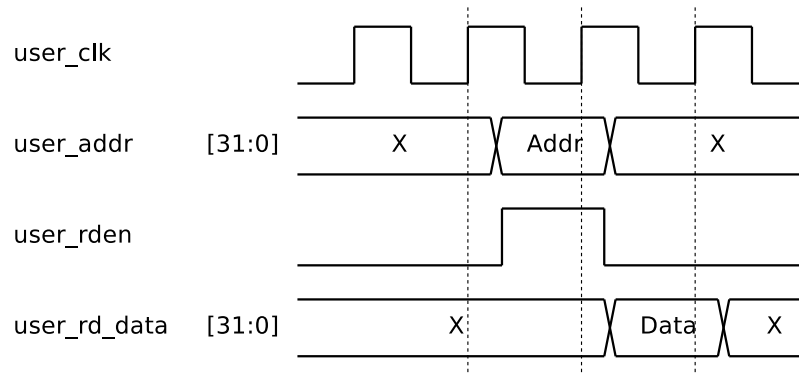 user_clk
user_addr [31:0] X Addr X
user_rden
user_rd_data [31:0] X Data X